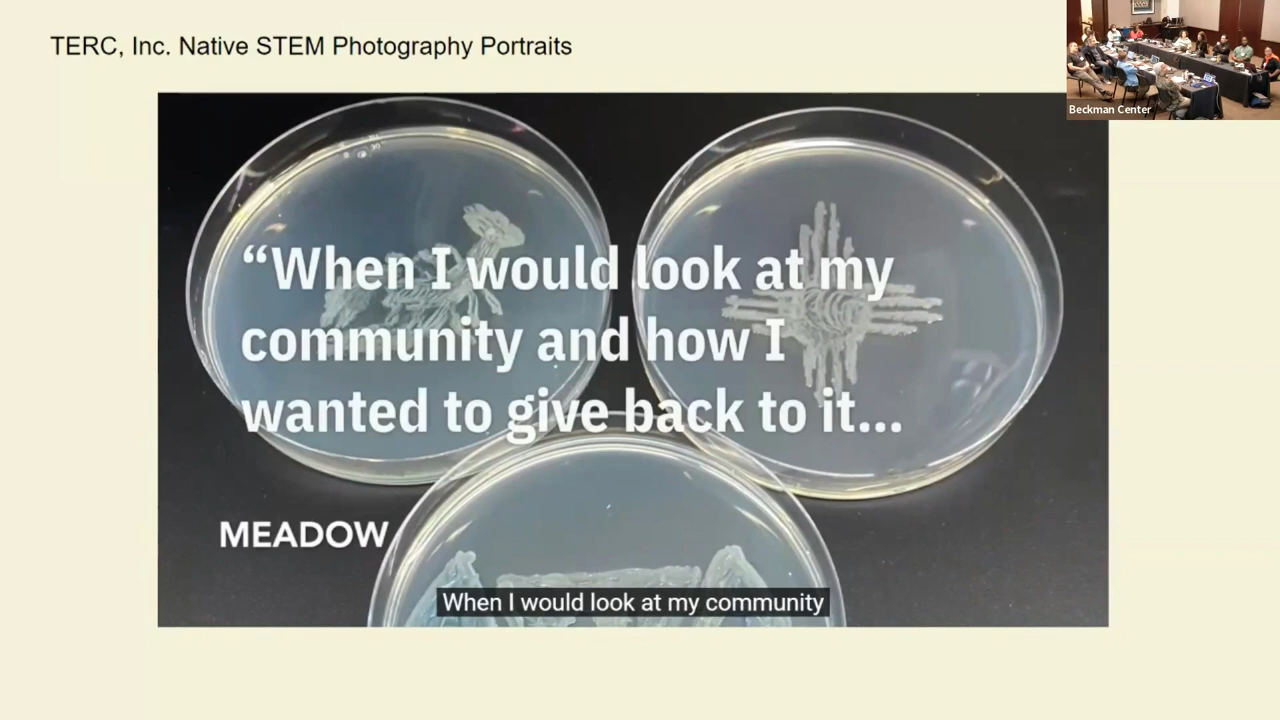 TERC, Inc. Native STEM Photography Portraits
Beckman Center
“When I would look at my
community and how I
wanted to give back to it...
MEADOW
When I would look at my community